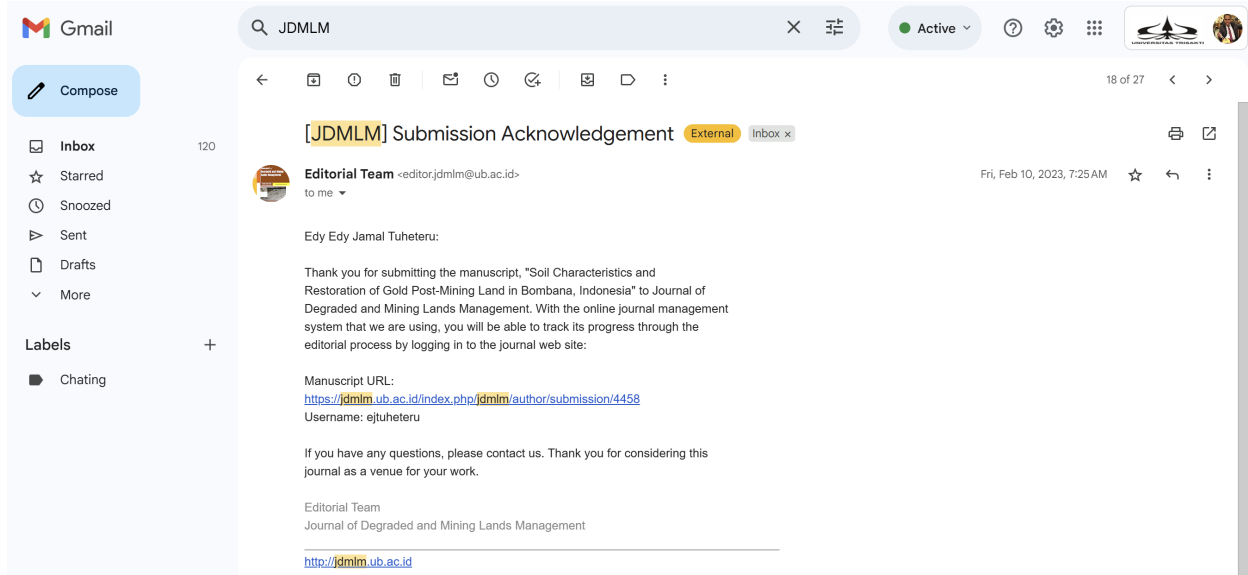 Gmail
JDMLM
Active
UNIVERSITAS TRISAKTI
Compose
18 of 27
[JDMLM] Submission Acknowledgement External Inbox x
Inbox 120
Starred
Snoozed
Sent
Drafts
More
Labels
Chating
Editorial Team <editor.jdmlm@ub.ac.id>
Fri, Feb 10, 2023, 7:25 AM
to me
Edy Edy Jamal Tuheteru:
Thank you for submitting the manuscript, "Soil Characteristics and
Restoration of Gold Post-Mining Land in Bombana, Indonesia" to Journal of
Degraded and Mining Lands Management. With the online journal management
system that we are using, you will be able to track its progress through the
editorial process by logging in to the journal web site:
Manuscript URL:
https://jdmlm.ub.ac.id/index.php/jdmlm/author/submission/4458
Username: ejtuheteru
If you have any questions, please contact us. Thank you for considering this
journal as a venue for your work.
Editorial Team
Journal of Degraded and Mining Lands Management
http://jdmlm.ub.ac.id